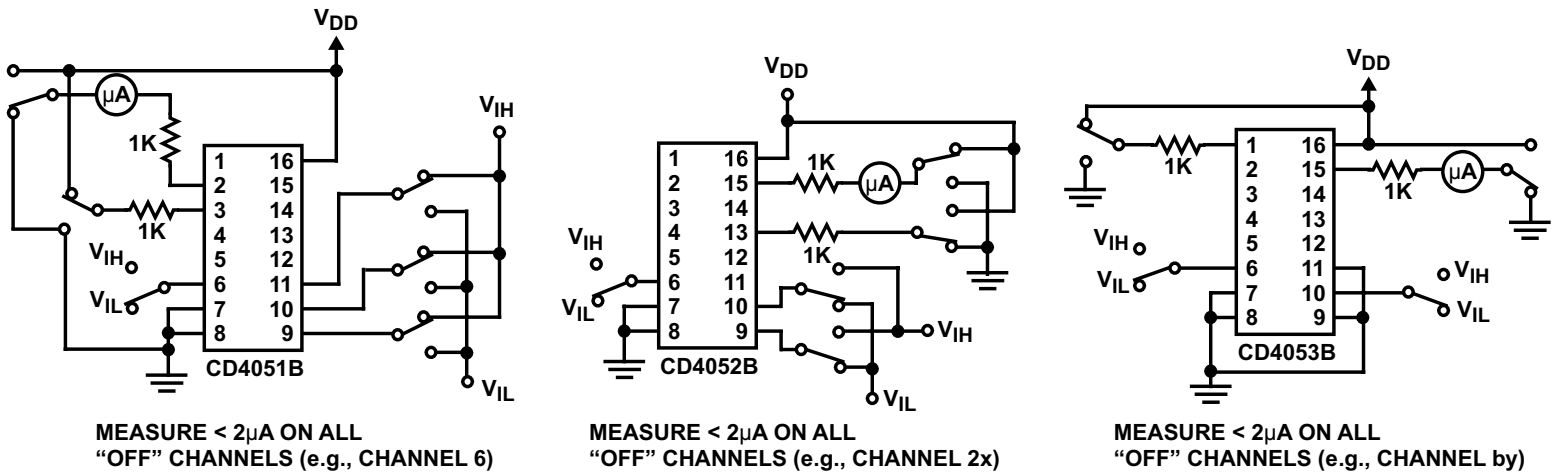 VDD
µA
1K
1K
VIH
VIL
VIH
VIL
1
2
3
4
5
6
7
8
16
15
14
13
12
11
10
9
CD4051B
MEASURE < 2µA ON ALL
“OFF” CHANNELS (e.g., CHANNEL 6)
VDD
1K
µA
1K
VIH
VIL
VIH
VIL
1
2
3
4
5
6
7
8
16
15
14
13
12
11
10
9
CD4052B
MEASURE < 2µA ON ALL
“OFF” CHANNELS (e.g., CHANNEL 2x)
VDD
1K
1K
µA
VIH
VIL
VIH
VIL
1
2
3
4
5
6
7
8
16
15
14
13
12
11
10
9
CD4053B
MEASURE < 2µA ON ALL
“OFF” CHANNELS (e.g., CHANNEL by)